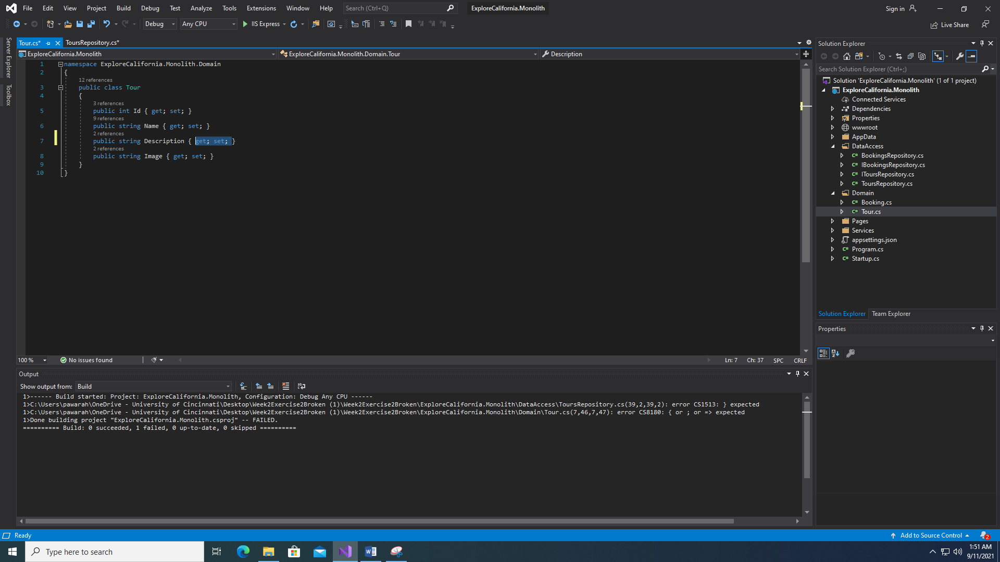 File Edit View Project Build Debug Test Analyze Tools Extensions Window Help Search (Ctrl+Q) ExploreCalifornia.Monolith Sign in
Debug Any CPU IIS Express Live Share
Server Explorer
Toolbox
Tour.cs* ToursRepository.cs*
ExploreCalifornia.Monolith ExploreCalifornia.Monolith.Domain.Tour Description
1 namespace ExploreCalifornia.Monolith.Domain
2 {
12 references
3 public class Tour
4 {
3 references
5 public int Id { get; set; }
9 references
6 public string Name { get; set; }
2 references
7 public string Description { get; set; }
2 references
8 public string Image { get; set; }
9 }
10 }
100 % No issues found Ln: 7 Ch: 37 SPC CRLF
Output
Show output from: Build
1>------ Build started: Project: ExploreCalifornia.Monolith, Configuration: Debug Any CPU ------
1>C:\Users\pawarah\OneDrive - University of Cincinnati\Desktop\Week2Exercise2Broken (1)\Week2Exercise2Broken\ExploreCalifornia.Monolith\DataAccess\ToursRepository.cs(39,2,39,2): error CS1513: } expected
1>C:\Users\pawarah\OneDrive - University of Cincinnati\Desktop\Week2Exercise2Broken (1)\Week2Exercise2Broken\ExploreCalifornia.Monolith\Domain\Tour.cs(7,46,7,47): error CS8180: { or ; or => expected
1>Done building project "ExploreCalifornia.Monolith.csproj" -- FAILED.
========== Build: 0 succeeded, 1 failed, 0 up-to-date, 0 skipped ==========
Solution Explorer
Search Solution Explorer (Ctrl+;)
Solution 'ExploreCalifornia.Monolith' (1 of 1 project)
ExploreCalifornia.Monolith
Connected Services
Dependencies
Properties
wwwroot
AppData
DataAccess
C# BookingsRepository.cs
C# IBookingsRepository.cs
C# IToursRepository.cs
C# ToursRepository.cs
Domain
C# Booking.cs
C# Tour.cs
Pages
Services
appsettings.json
C# Program.cs
C# Startup.cs
Solution Explorer Team Explorer
Properties
Ready Add to Source Control 2
Type here to search
1:51 AM
9/11/2021